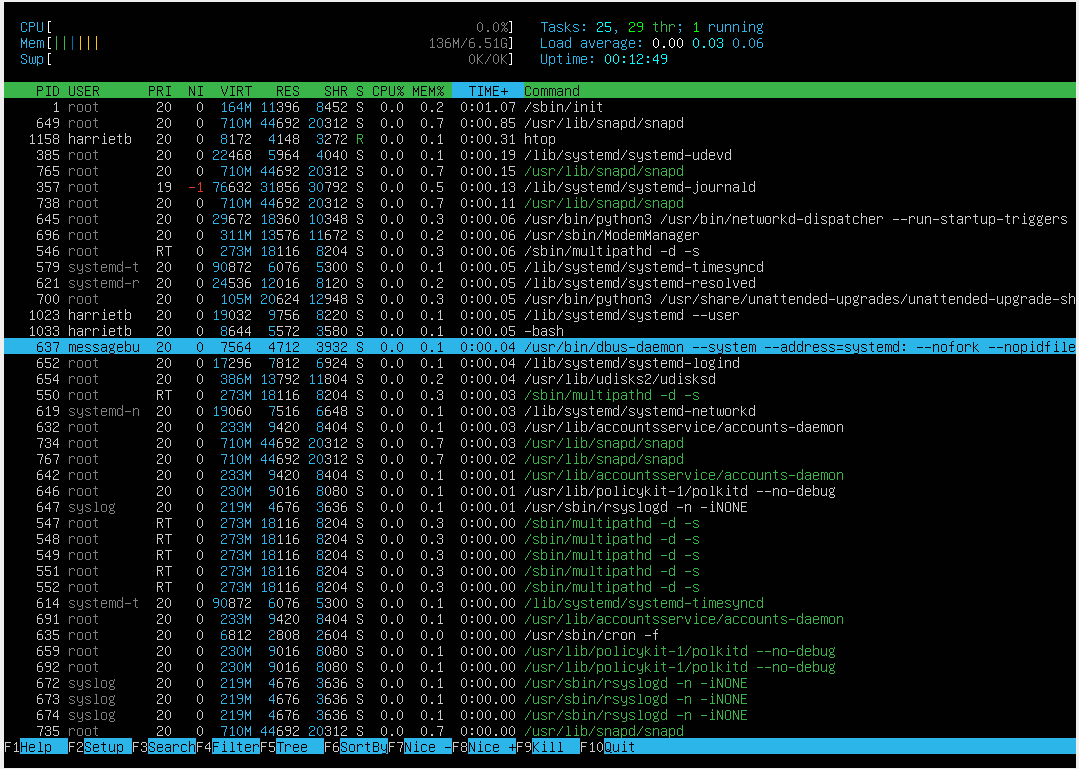 CPU[ 0.0%] Tasks: 25, 29 thr; 1 running
Mem[|||||| 136M/6.51G] Load average: 0.00 0.03 0.06
Swp[ 0K/0K] Uptime: 00:12:49
PID USER PRI NI VIRT RES SHR S CPU% MEM% TIME+ Command
1 root 20 0 164M 11396 8452 S 0.0 0.2 0:01.07 /sbin/init
649 root 20 0 710M 44692 20312 S 0.0 0.7 0:00.85 /usr/lib/snapd/snapd
1158 harrietb 20 0 8172 4148 3272 R 0.0 0.1 0:00.31 htop
385 root 20 0 22468 5964 4040 S 0.0 0.1 0:00.19 /lib/systemd/systemd-udevd
765 root 20 0 710M 44692 20312 S 0.0 0.7 0:00.15 /usr/lib/snapd/snapd
357 root 19 -1 76632 31856 30792 S 0.0 0.5 0:00.13 /lib/systemd/systemd-journald
738 root 20 0 710M 44692 20312 S 0.0 0.7 0:00.11 /usr/lib/snapd/snapd
645 root 20 0 29672 18360 10348 S 0.0 0.3 0:00.06 /usr/bin/python3 /usr/bin/networkd-dispatcher --run-startup-triggers
696 root 20 0 311M 13576 11672 S 0.0 0.2 0:00.06 /usr/sbin/ModemManager
546 root RT 0 273M 18116 8204 S 0.0 0.3 0:00.06 /sbin/multipathd -d -s
579 systemd-t 20 0 90872 6076 5300 S 0.0 0.1 0:00.05 /lib/systemd/systemd-timesyncd
621 systemd-r 20 0 24536 12016 8120 S 0.0 0.2 0:00.05 /lib/systemd/systemd-resolved
700 root 20 0 105M 20624 12948 S 0.0 0.3 0:00.05 /usr/bin/python3 /usr/share/unattended-upgrades/unattended-upgrade-sh
1023 harrietb 20 0 19032 9756 8220 S 0.0 0.1 0:00.05 /lib/systemd/systemd --user
1033 harrietb 20 0 8644 5572 3580 S 0.0 0.1 0:00.05 -bash
637 messagebu 20 0 7564 4712 3932 S 0.0 0.1 0:00.04 /usr/bin/dbus-daemon --system --address=systemd: --nofork --nopidfile
652 root 20 0 17296 7812 6924 S 0.0 0.1 0:00.04 /lib/systemd/systemd-logind
654 root 20 0 386M 13792 11804 S 0.0 0.2 0:00.04 /usr/lib/udisks2/udisksd
550 root RT 0 273M 18116 8204 S 0.0 0.3 0:00.03 /sbin/multipathd -d -s
619 systemd-n 20 0 19060 7516 6648 S 0.0 0.1 0:00.03 /lib/systemd/systemd-networkd
632 root 20 0 233M 9420 8404 S 0.0 0.1 0:00.03 /usr/lib/accountsservice/accounts-daemon
734 root 20 0 710M 44692 20312 S 0.0 0.7 0:00.03 /usr/lib/snapd/snapd
767 root 20 0 710M 44692 20312 S 0.0 0.7 0:00.02 /usr/lib/snapd/snapd
642 root 20 0 233M 9420 8404 S 0.0 0.1 0:00.01 /usr/lib/accountsservice/accounts-daemon
646 root 20 0 230M 9016 8080 S 0.0 0.1 0:00.01 /usr/lib/policykit-1/polkitd --no-debug
647 syslog 20 0 219M 4676 3636 S 0.0 0.1 0:00.01 /usr/sbin/rsyslogd -n -iNONE
547 root RT 0 273M 18116 8204 S 0.0 0.3 0:00.00 /sbin/multipathd -d -s
548 root RT 0 273M 18116 8204 S 0.0 0.3 0:00.00 /sbin/multipathd -d -s
549 root RT 0 273M 18116 8204 S 0.0 0.3 0:00.00 /sbin/multipathd -d -s
551 root RT 0 273M 18116 8204 S 0.0 0.3 0:00.00 /sbin/multipathd -d -s
552 root RT 0 273M 18116 8204 S 0.0 0.3 0:00.00 /sbin/multipathd -d -s
614 systemd-t 20 0 90872 6076 5300 S 0.0 0.1 0:00.00 /lib/systemd/systemd-timesyncd
691 root 20 0 233M 9420 8404 S 0.0 0.1 0:00.00 /usr/lib/accountsservice/accounts-daemon
635 root 20 0 6812 2808 2604 S 0.0 0.0 0:00.00 /usr/sbin/cron -f
659 root 20 0 230M 9016 8080 S 0.0 0.1 0:00.00 /usr/lib/policykit-1/polkitd --no-debug
692 root 20 0 230M 9016 8080 S 0.0 0.1 0:00.00 /usr/lib/policykit-1/polkitd --no-debug
672 syslog 20 0 219M 4676 3636 S 0.0 0.1 0:00.00 /usr/sbin/rsyslogd -n -iNONE
673 syslog 20 0 219M 4676 3636 S 0.0 0.1 0:00.00 /usr/sbin/rsyslogd -n -iNONE
674 syslog 20 0 219M 4676 3636 S 0.0 0.1 0:00.00 /usr/sbin/rsyslogd -n -iNONE
735 root 20 0 710M 44692 20312 S 0.0 0.7 0:00.00 /usr/lib/snapd/snapd
F1Help F2Setup F3SearchF4FilterF5Tree F6SortByF7Nice -F8Nice +F9Kill F10Quit